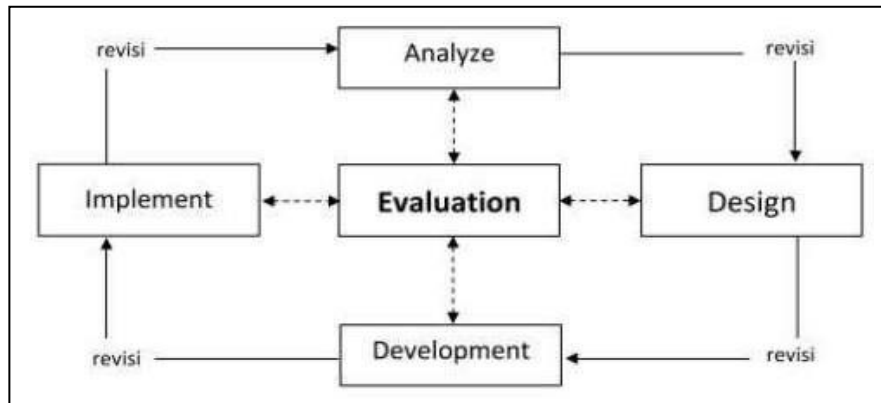 revisi
Analyze
revisi
Implement
Evaluation
Design
revisi
Development
revisi